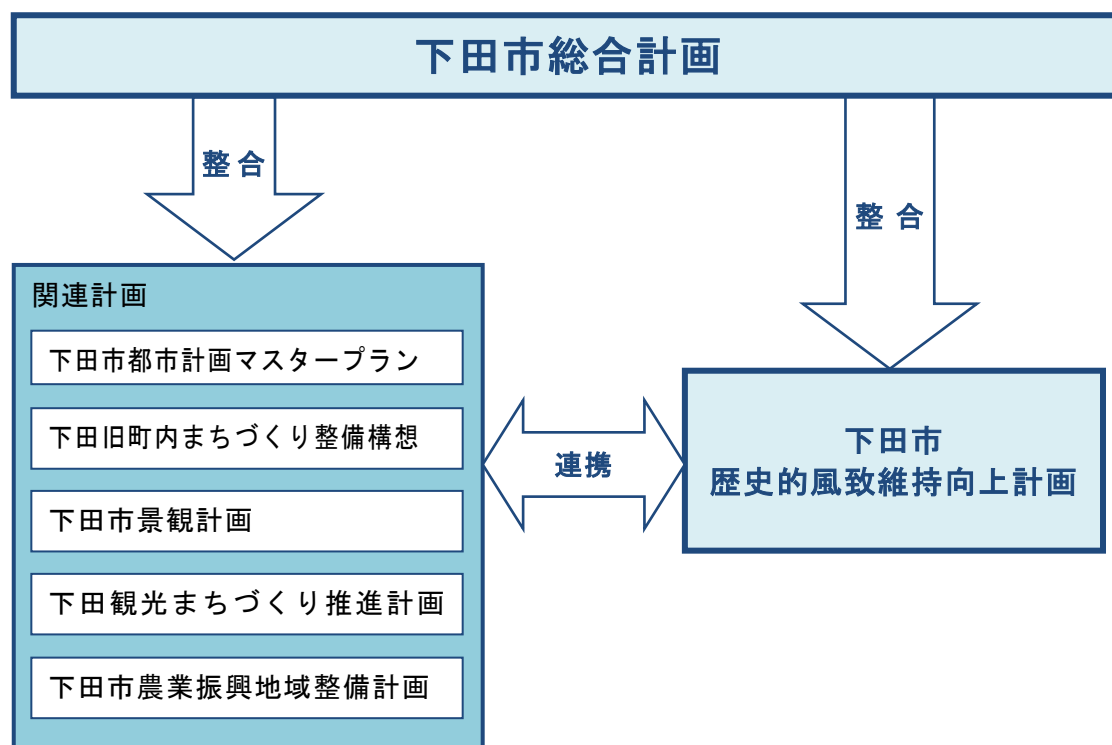 下田市総合計画
整合
整合
関連計画
下田市都市計画マスタープラン
下田旧町内まちづくり整備構想
下田市景観計画
下田観光まちづくり推進計画
下田市農業振興地域整備計画
連携
下田市
歴史的風致維持向上計画